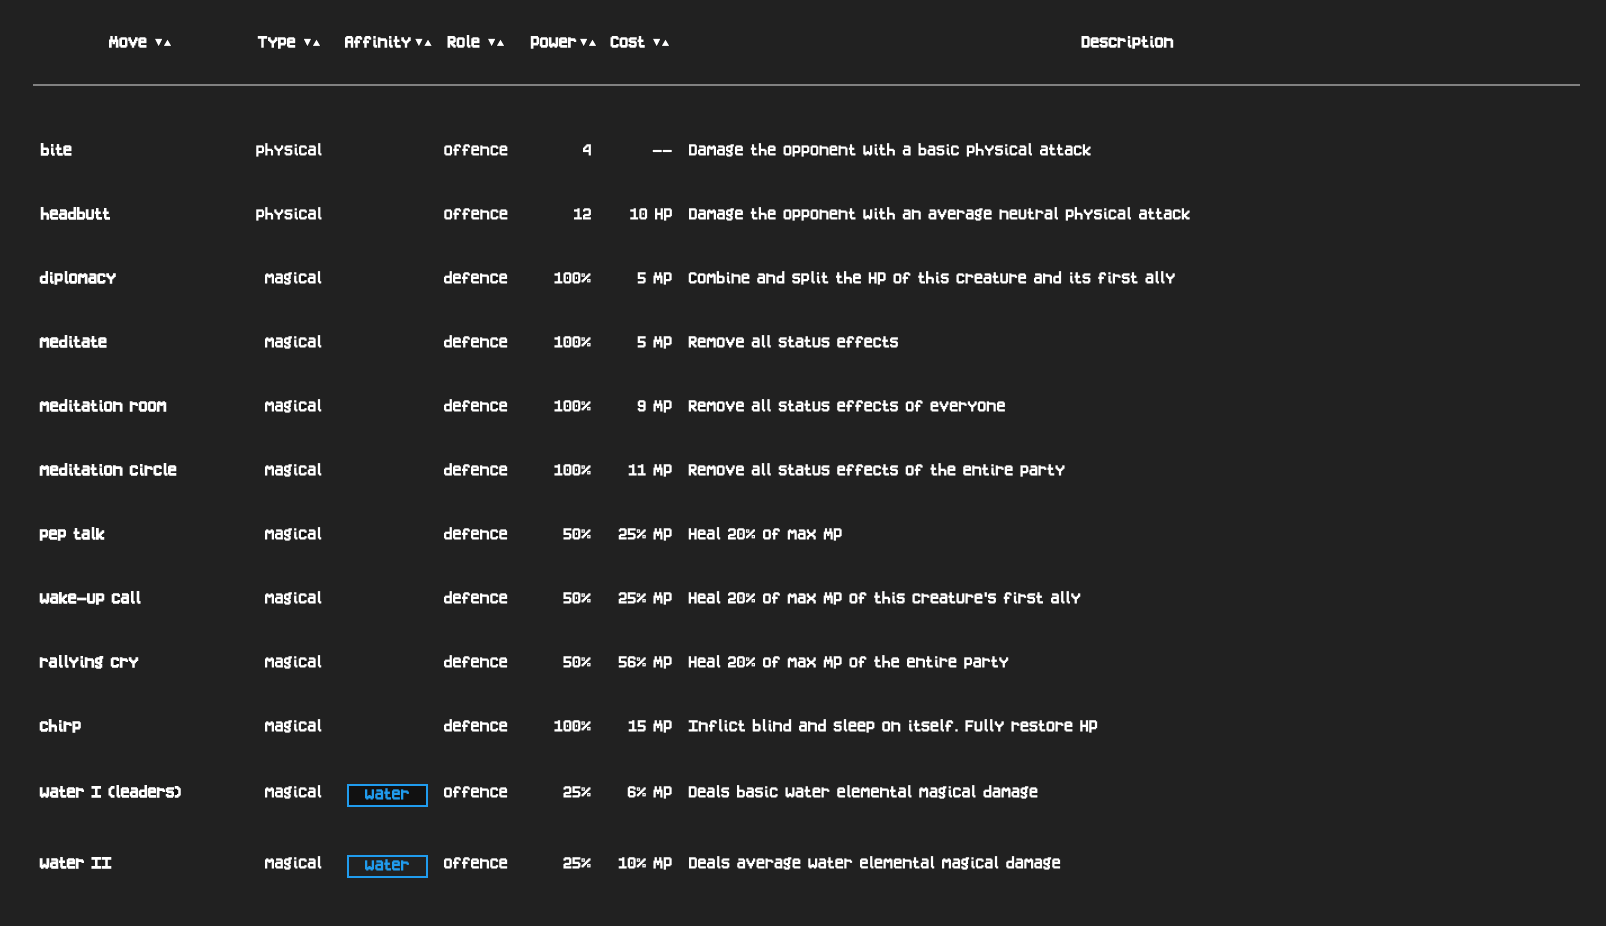 Move ▼▲ Type ▼▲ Affinity ▼▲ Role ▼▲ Power ▼▲ Cost ▼▲ Description
bite physical offence 4 -- Damage the opponent with a basic physical attack
headbutt physical offence 12 10 HP Damage the opponent with an average neutral physical attack
diplomacy magical defence 100% 5 MP Combine and split the HP of this creature and its first ally
meditate magical defence 100% 5 MP Remove all status effects
meditation room magical defence 100% 9 MP Remove all status effects of everyone
meditation circle magical defence 100% 11 MP Remove all status effects of the entire party
pep talk magical defence 50% 25% MP Heal 20% of max MP
wake-up call magical defence 50% 25% MP Heal 20% of max MP of this creature's first ally
rallying cry magical defence 50% 56% MP Heal 20% of max MP of the entire party
chirp magical defence 100% 15 MP Inflict blind and sleep on itself. Fully restore HP
water I (leaders) magical water offence 25% 6% MP Deals basic water elemental magical damage
water II magical water offence 25% 10% MP Deals average water elemental magical damage